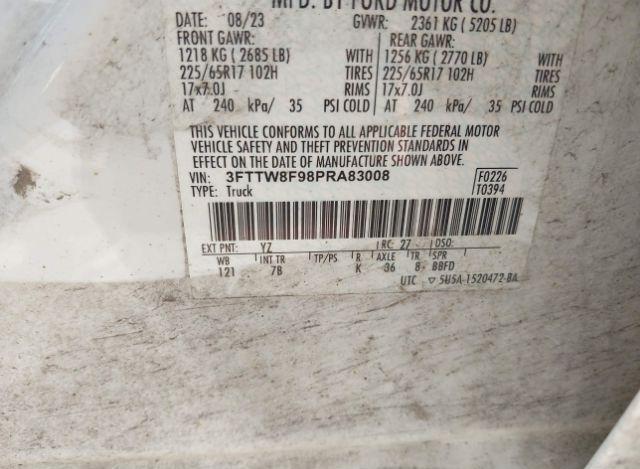 MFD. BY FORD MOTOR CO.
DATE: 08/23 GVWR: 2361 KG ( 5205 LB)
FRONT GAWR: REAR GAWR:
1218 KG ( 2685 LB) WITH 1256 KG ( 2770 LB) WITH
225/65R17 102H TIRES 225/65R17 102H TIRES
17x7.0J RIMS 17x7.0J RIMS
AT 240 kPa/ 35 PSI COLD AT 240 kPa/ 35 PSI COLD
THIS VEHICLE CONFORMS TO ALL APPLICABLE FEDERAL MOTOR
VEHICLE SAFETY AND THEFT PREVENTION STANDARDS IN
EFFECT ON THE DATE OF MANUFACTURE SHOWN ABOVE.
VIN: 3FTTW8F98PRA83008 F0226
TYPE: Truck T0394
EXT PNT: YZ RC: 27 DSO:
WB INT TR TP/PS R AXLE TR SPR
121 7B K 36 8 BBFD
UTC ▽ 5U5A-1520472-BA